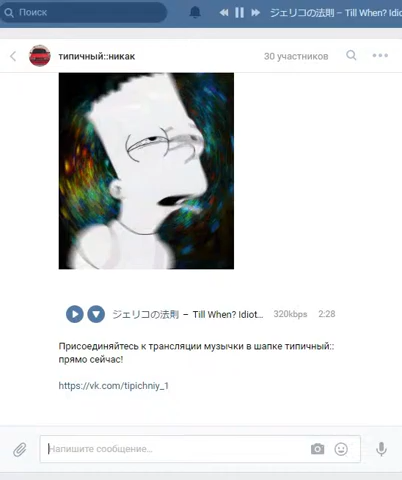 Поиск
ジェリコの法則 – Till When? Idi
типичный::никак
30 участников
ジェリコの法則 – Till When? Idiot...
320kbps
2:28
Присоединяйтесь к трансляции музычки в шапке типичный::
прямо сейчас!
https://vk.com/tipichniy_1
Напишите сообщение...